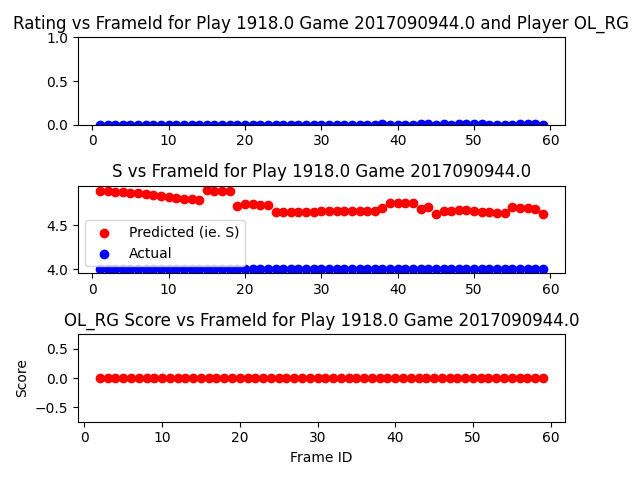 Rating vs FrameId for Play 1918.0 Game 2017090944.0 and Player OL_RG
1.0
0.5
0.0
0 10 20 30 40 50 60
S vs FrameId for Play 1918.0 Game 2017090944.0
4.5
Predicted (ie. S)
Actual
4.0
0 10 20 30 40 50 60
OL_RG Score vs FrameId for Play 1918.0 Game 2017090944.0
Score
0.5
0.0
−0.5
0 10 20 30 40 50 60
Frame ID